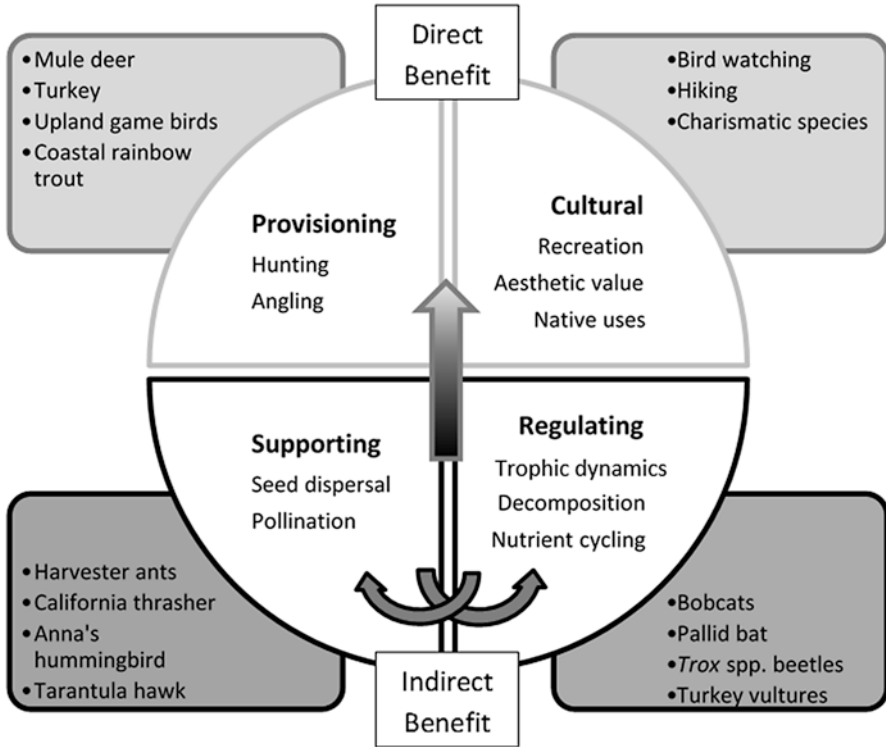 Direct
Benefit
• Mule deer
• Turkey
• Upland game birds
• Coastal rainbow
trout
•Bird watching
•Hiking
•Charismatic species
Provisioning
Hunting
Angling
Cultural
Recreation
Aesthetic value
Native uses
Supporting
Seed dispersal
Pollination
Regulating
Trophic dynamics
Decomposition
Nutrient cycling
• Harvester ants
• California thrasher
• Anna's
hummingbird
• Tarantula hawk
•Bobcats
•Pallid bat
•Trox spp. beetles
•Turkey vultures
Indirect
Benefit